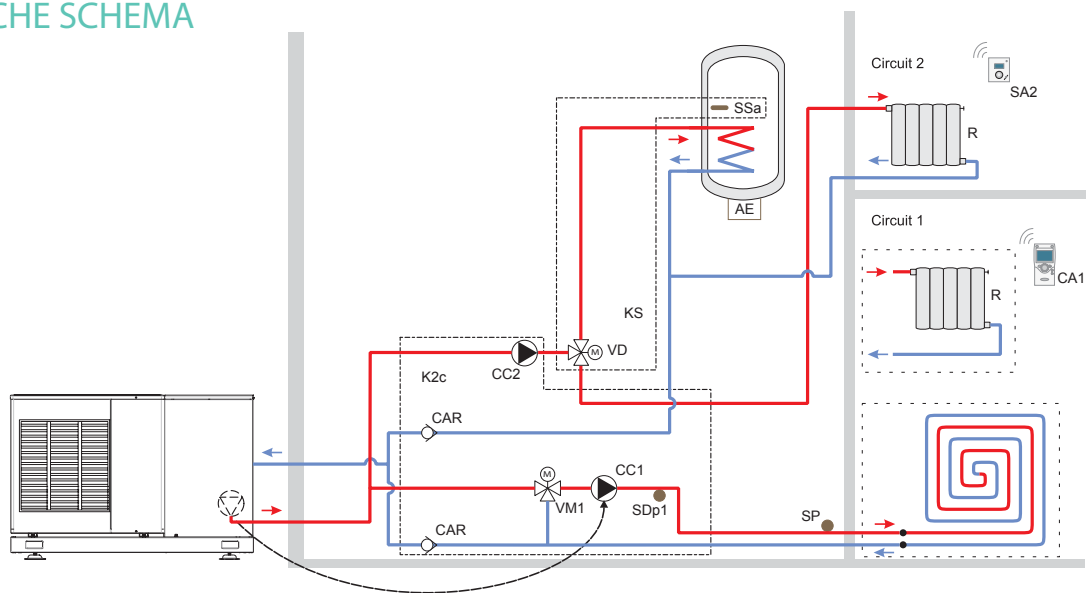 CHE SCHEMA
Circuit 2
SA2
SSa
R
AE
Circuit 1
CA1
R
KS
M
VD
CC2
K2c
CAR
M
CC1
VM1
SDp1
SP
CAR